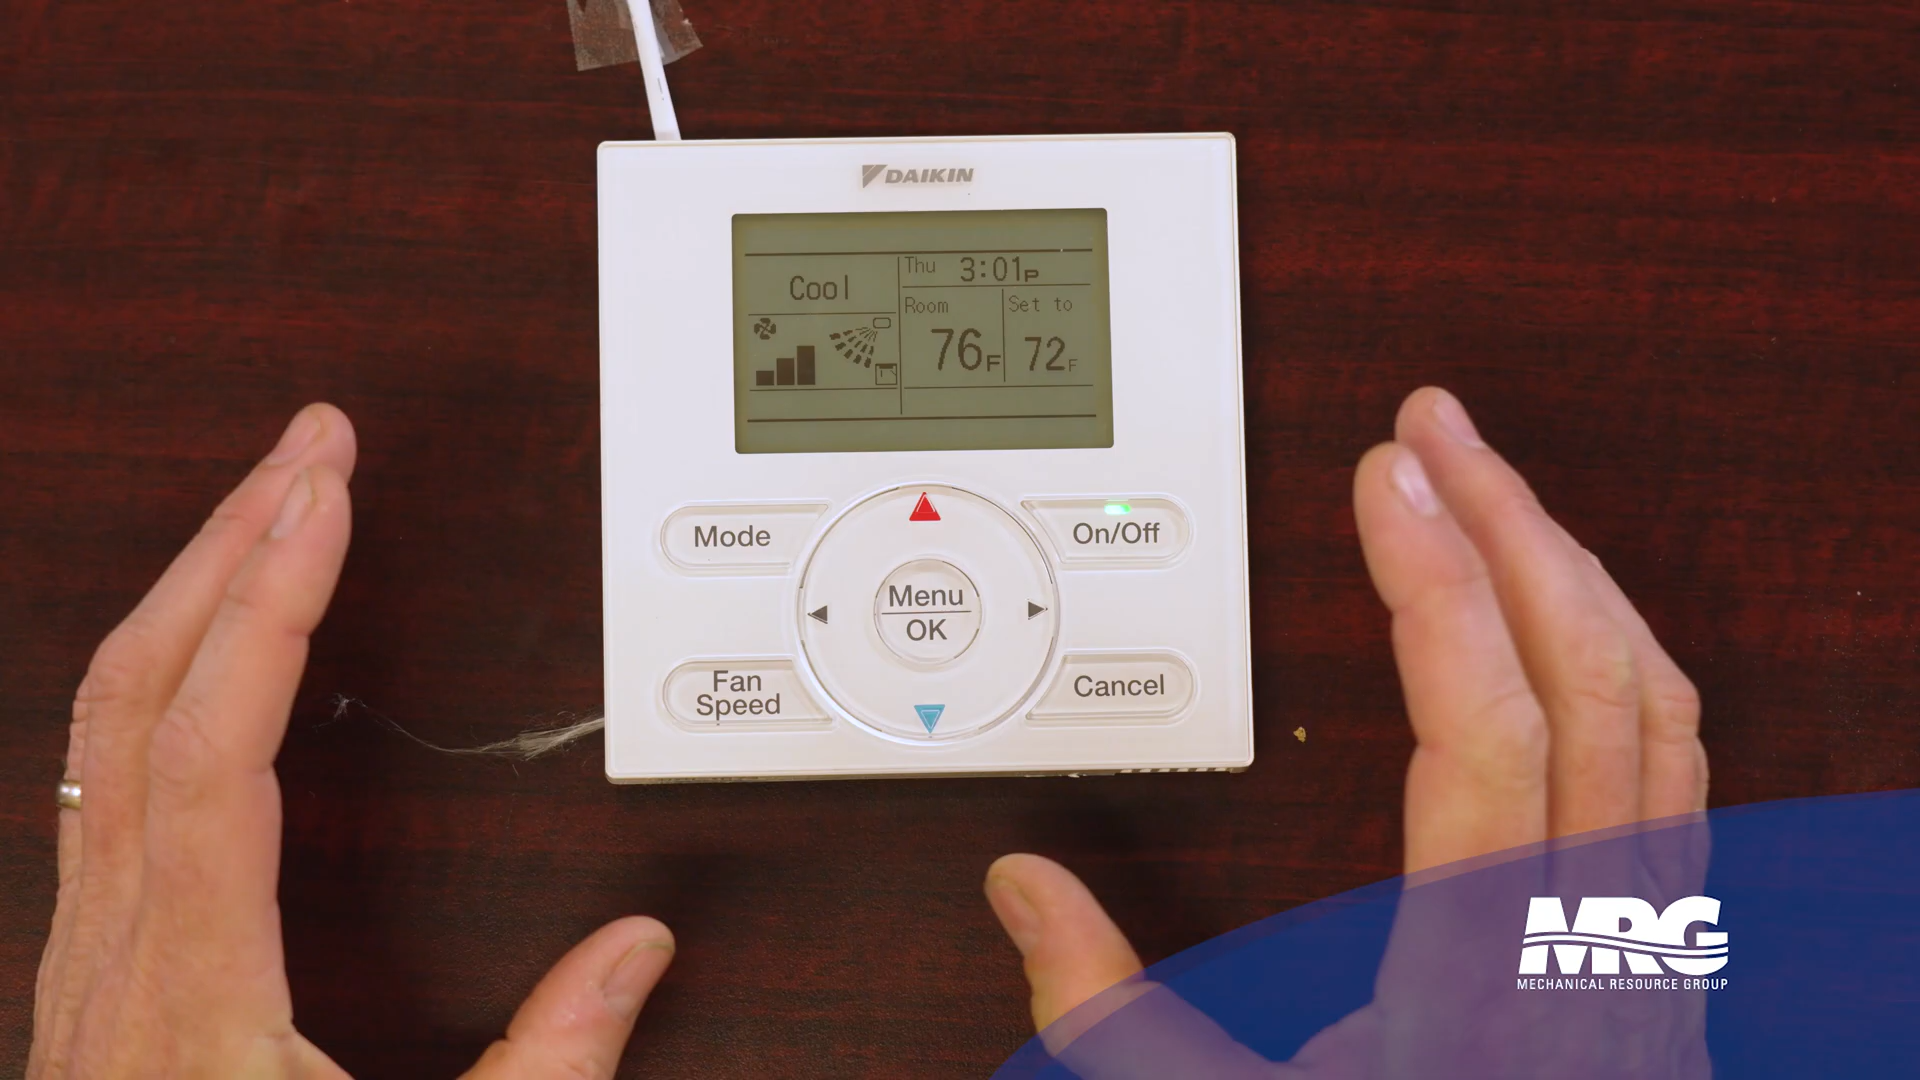 DAIKIN
Cool
Thu 3:01P
Room
Set to
76F
72F
Mode
On/Off
Menu
OK
Fan
Speed
Cancel
MRG
MECHANICAL RESOURCE GROUP